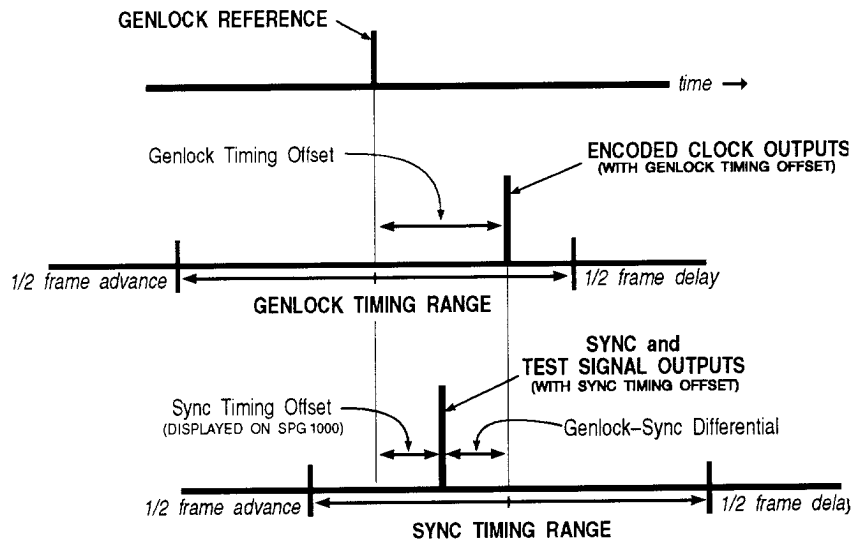 GENLOCK REFERENCE
time →
Genlock Timing Offset
ENCODED CLOCK OUTPUTS
(WITH GENLOCK TIMING OFFSET)
1/2 frame advance
1/2 frame delay
GENLOCK TIMING RANGE
SYNC and
TEST SIGNAL OUTPUTS
(WITH SYNC TIMING OFFSET)
Sync Timing Offset
(DISPLAYED ON SPG 1000)
Genlock–Sync Differential
1/2 frame advance
1/2 frame delay
SYNC TIMING RANGE